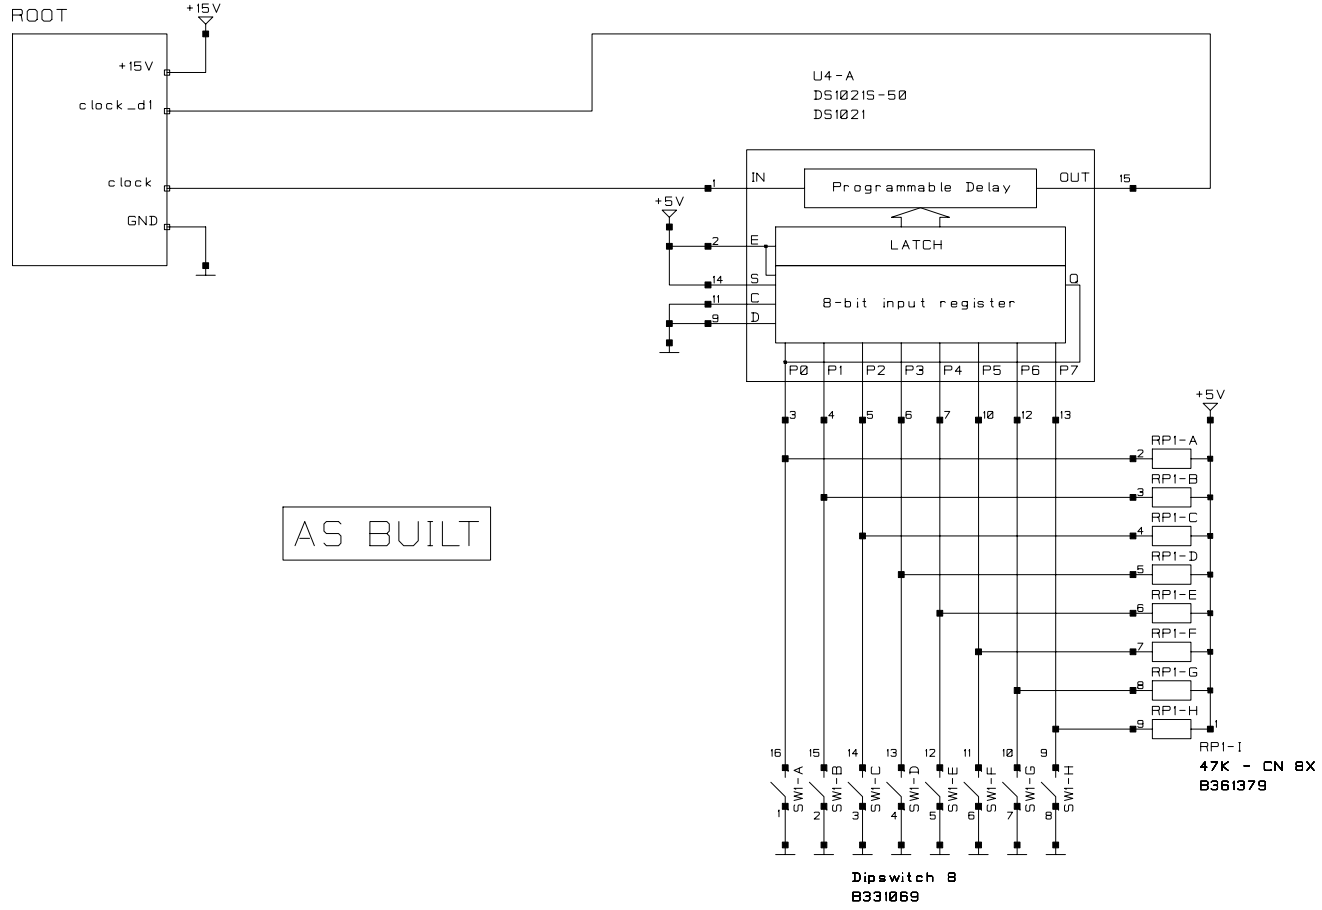 ROOT
+15V
+15V
clock_d1
clock
GND
U4-A
DS1021S-50
DS1021
1
IN
Programmable Delay
OUT
15
+5V
2
E
LATCH
14
S
Q
11
C
8-bit input register
9
D
P0 P1 P2 P3 P4 P5 P6 P7
3 4 5 6 7 10 12 13
+5V
RP1-A
2
RP1-B
3
RP1-C
4
RP1-D
5
RP1-E
6
RP1-F
7
RP1-G
8
RP1-H
9
1
RP1-I
47K - CN 8X
B361379
AS BUILT
16 15 14 13 12 11 10 9
SW1-A SW1-B SW1-C SW1-D SW1-E SW1-F SW1-G SW1-H
1 2 3 4 5 6 7 8
Dipswitch 8
B331069